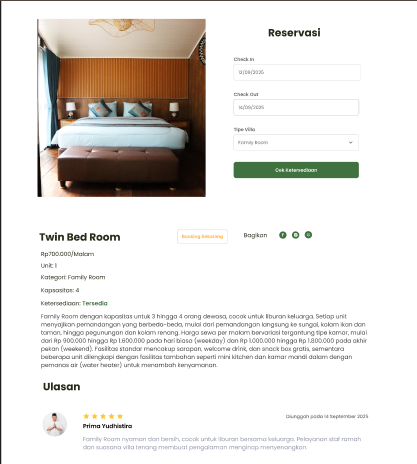 Reservasi
Check In
12/09/2025
Check Out
14/09/2025
Tipe Villa
Family Room
Cek Ketersediaan
Twin Bed Room
Booking Sekarang
Bagikan
Rp700.000/Malam
Unit: 1
Kategori: Family Room
Kapsasitas: 4
Ketersediaan: Tersedia
Family Room dengan kapasitas untuk 3 hingga 4 orang dewasa, cocok untuk liburan keluarga. Setiap unit
menyajikan pemandangan yang berbeda-beda, mulai dari pemandangan langsung ke sungai, kolam ikan dan
taman, hingga pegunungan dan kolam renang. Harga sewa per malam bervariasi tergantung tipe kamar, mulai
dari Rp 900.000 hingga Rp 1.600.000 pada hari biasa (weekday) dan Rp 1.000.000 hingga Rp 1.800.000 pada akhir
pekan (weekend). Fasilitas standar mencakup sarapan, welcome drink, dan snack box gratis, sementara
beberapa unit dilengkapi dengan fasilitas tambahan seperti mini kitchen dan kamar mandi dalam dengan
pemanas air (water heater) untuk menambah kenyamanan.
Ulasan
Diunggah pada 14 September 2025
Prima Yudhistira
Family Room nyaman dan bersih, cocok untuk liburan bersama keluarga. Pelayanan staf ramah
dan suasana villa tenang membuat pengalaman menginap menyenangkan.